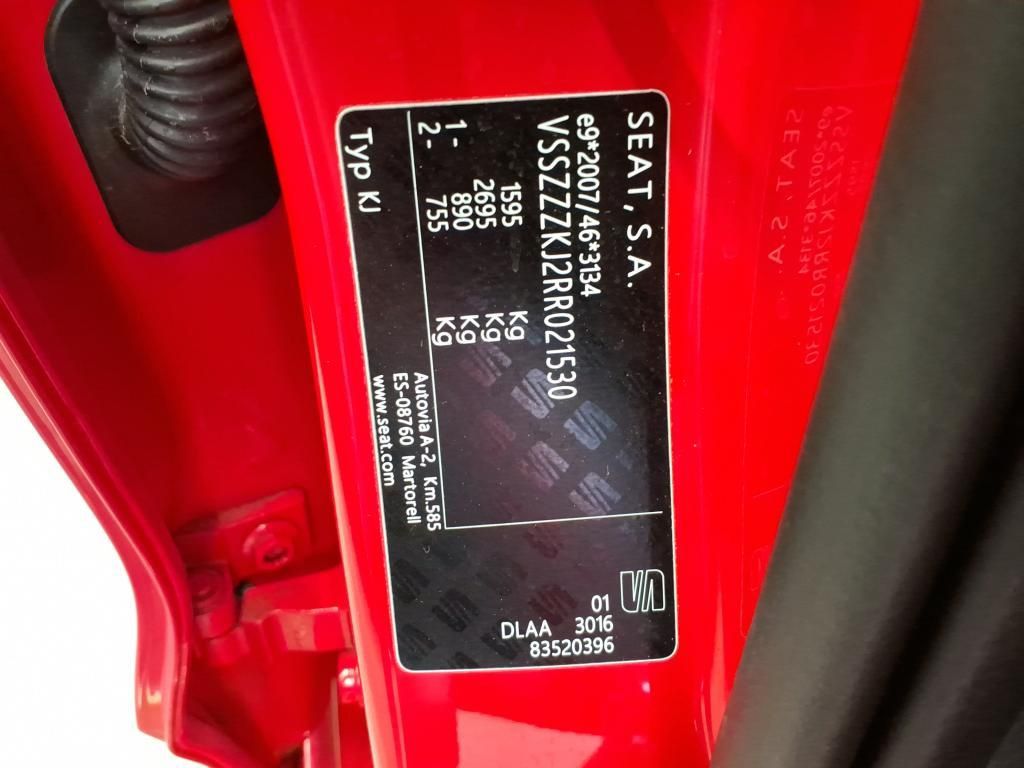 SEAT, S.A.
e9*2007/46*3134
VSSZZZKJ2RR021530
1595 Kg
2695 Kg
1- 890 Kg
2- 755 Kg
Typ KJ
Autovia A-2, Km.585
ES-08760 Martorell
www.seat.com
01
DLAA 3016
83520396